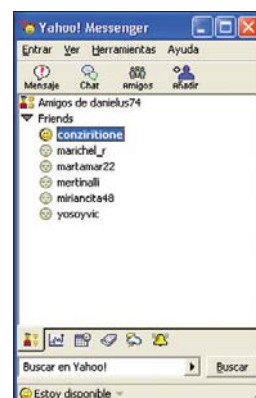 Yahoo! Messenger
Entrar Ver Herramientas Ayuda
Mensaje Chat Amigos Añadir
Amigos de danielus74
Friends
conziritione
marichel_r
martamar22
mertinalli
miriancita48
yosoyvic
Buscar en Yahoo! Buscar
Estoy disponible